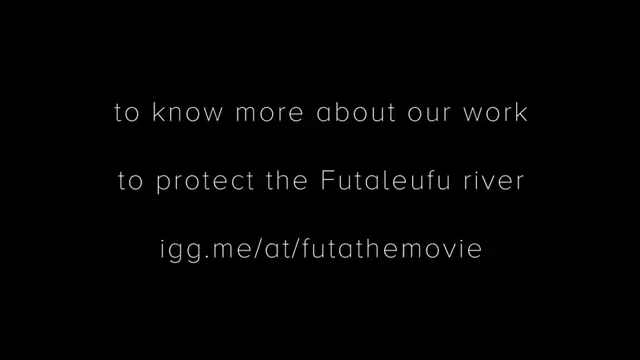 to know more about our work
to protect the Futaleufu river
igg.me/at/futathemovie